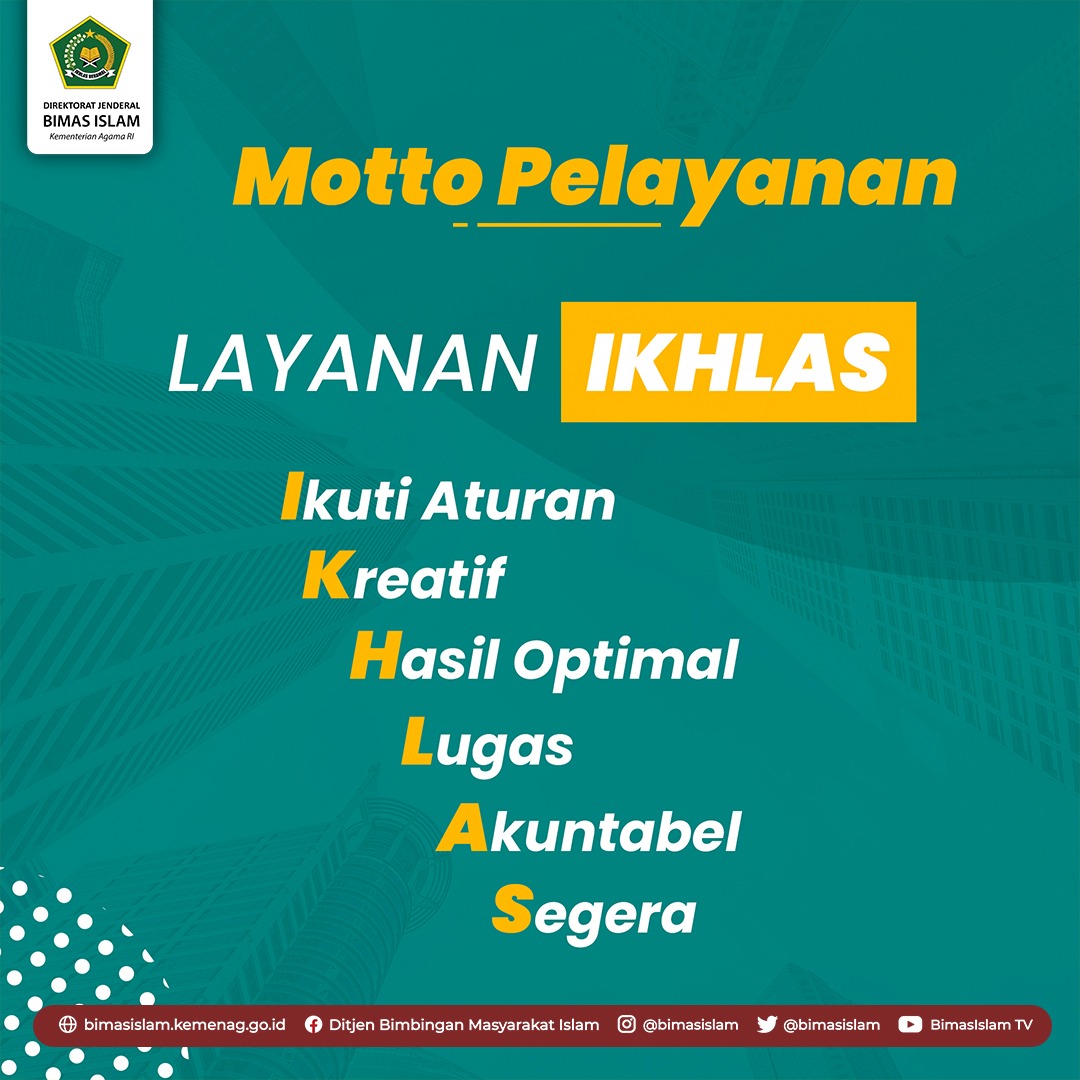 IKHLAS BERAMAL
DIREKTORAT JENDERAL
BIMAS ISLAM
Kementerian Agama RI
Motto Pelayanan
LAYANAN IKHLAS
Ikuti Aturan
Kreatif
Hasil Optimal
Lugas
Akuntabel
Segera
bimasislam.kemenag.go.id Ditjen Bimbingan Masyarakat Islam @bimasislam @bimasislam BimasIslam TV